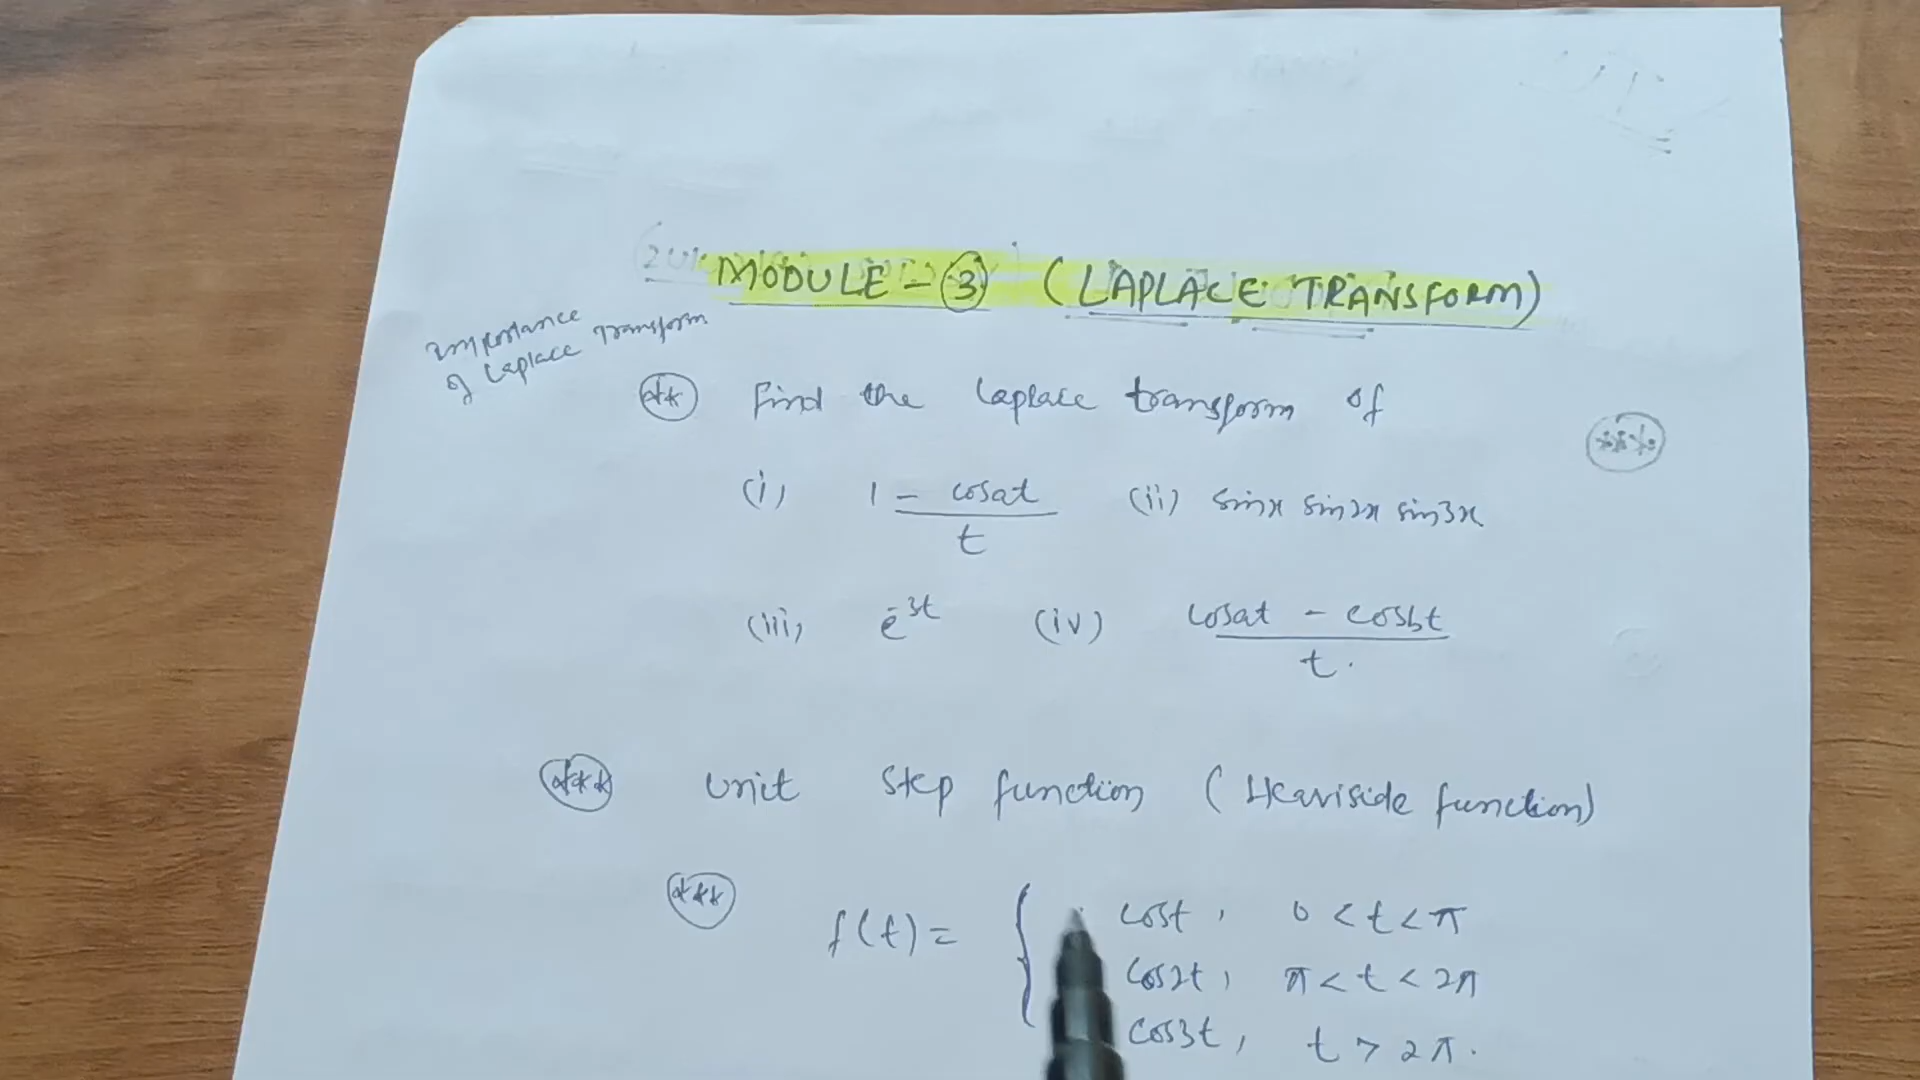 MODULE - ③ (LAPLACE TRANSFORM)
Importance
of Laplace transform
** Find the Laplace transform of
***
(i) 1 - cosat / t (ii) sinx sin2x sin3x
(iii) e^-3t (iv) cosat - cosbt / t.
*** Unit Step function (Heaviside function)
*** f(t) = { cost, 0 < t < π
cos2t, π < t < 2π
cos3t, t > 2π.